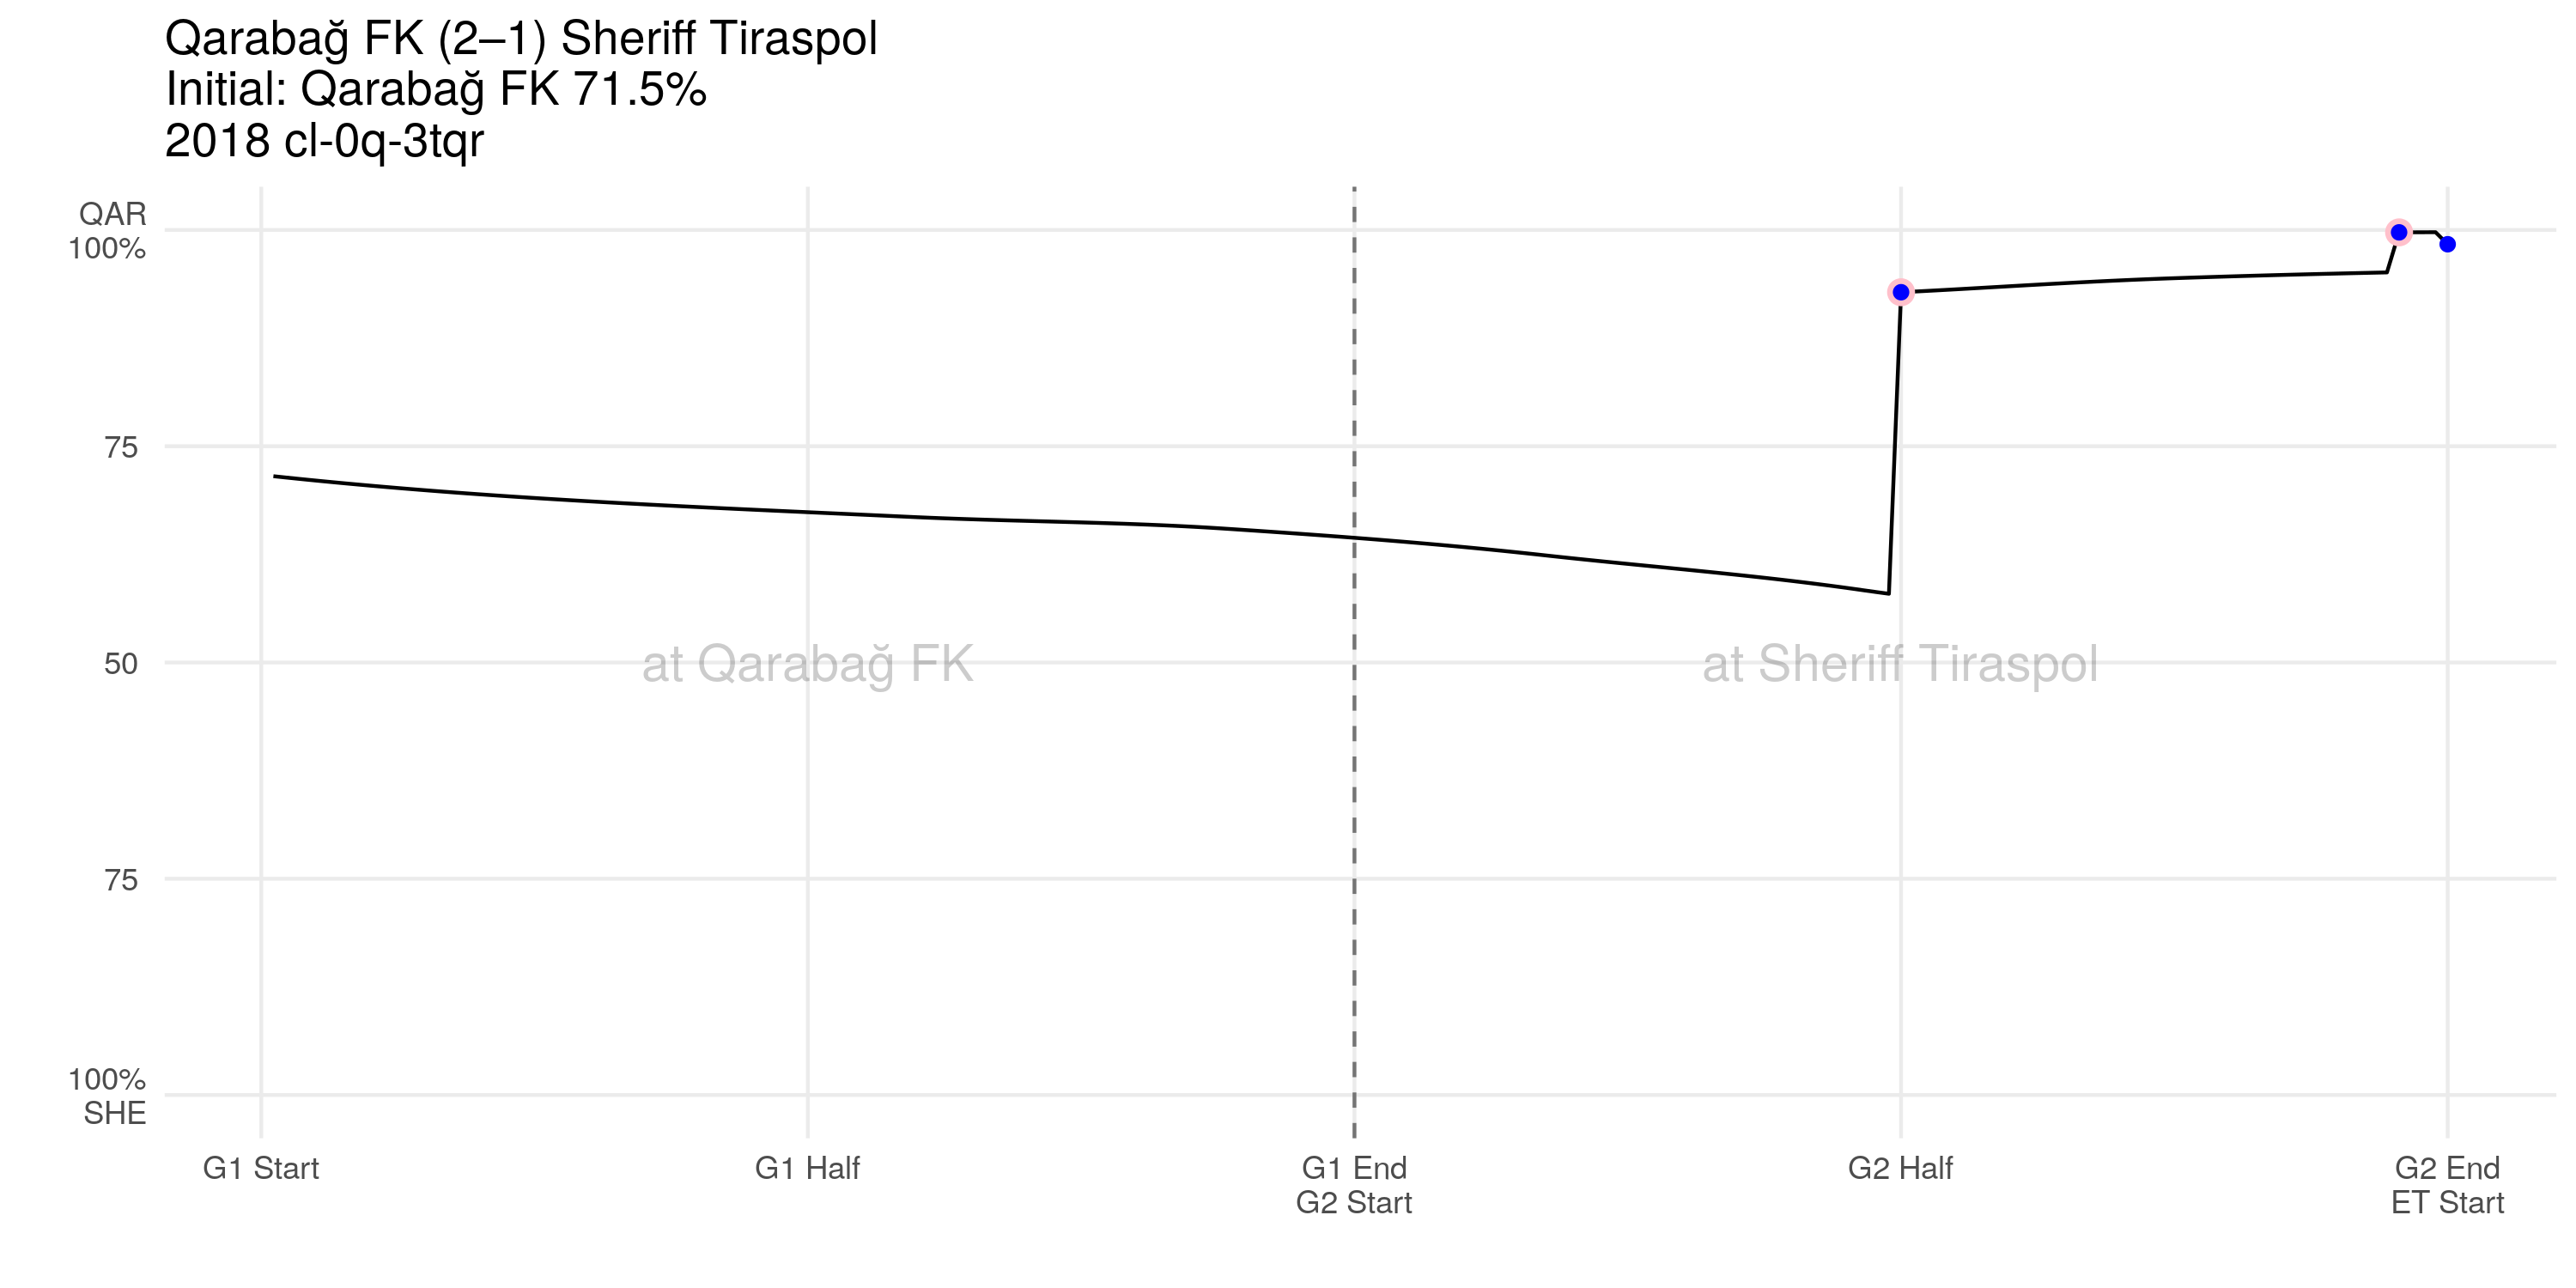 Qarabağ FK (2–1) Sheriff Tiraspol
Initial: Qarabağ FK 71.5%
2018 cl-0q-3tqr
QAR
100%
75
50
75
100%
SHE
at Qarabağ FK
at Sheriff Tiraspol
G1 Start
G1 Half
G1 End
G2 Start
G2 Half
G2 End
ET Start